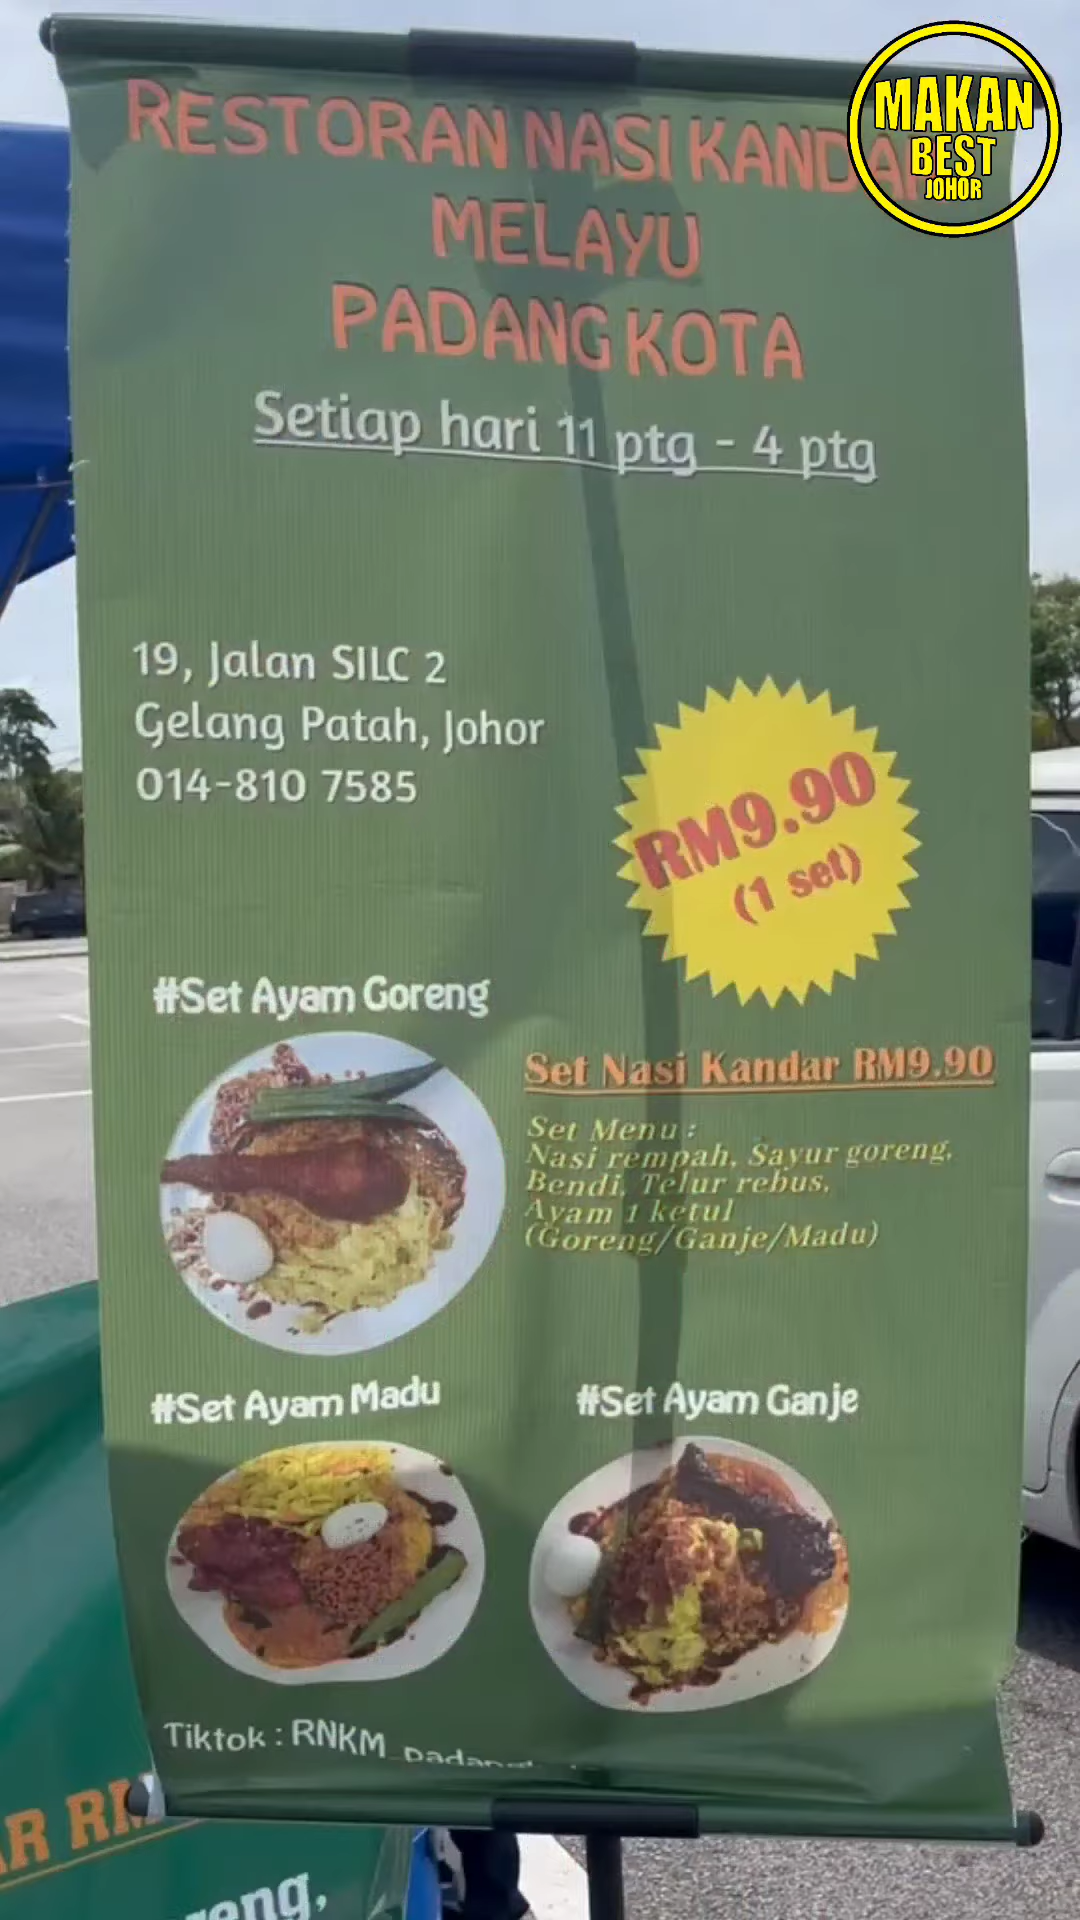 MAKAN
BEST
JOHOR
RESTORAN NASI
MELAYU
PADANG KOTA
Setiap hari 11 ptg - 4 ptg
19, Jalan SILC 2
Gelang Patah, Johor
014-810 7585
RM9.90
(1 set)
#Set Ayam Goreng
Set Nasi Kandar RM9.90
Set Menu :
Nasi rempah, Sayur goreng,
Bendi, Telur rebus,
Ayam 1 ketul
(Goreng/Ganje/Madu)
#Set Ayam Madu
#Set Ayam Ganje
Tiktok : RNKM